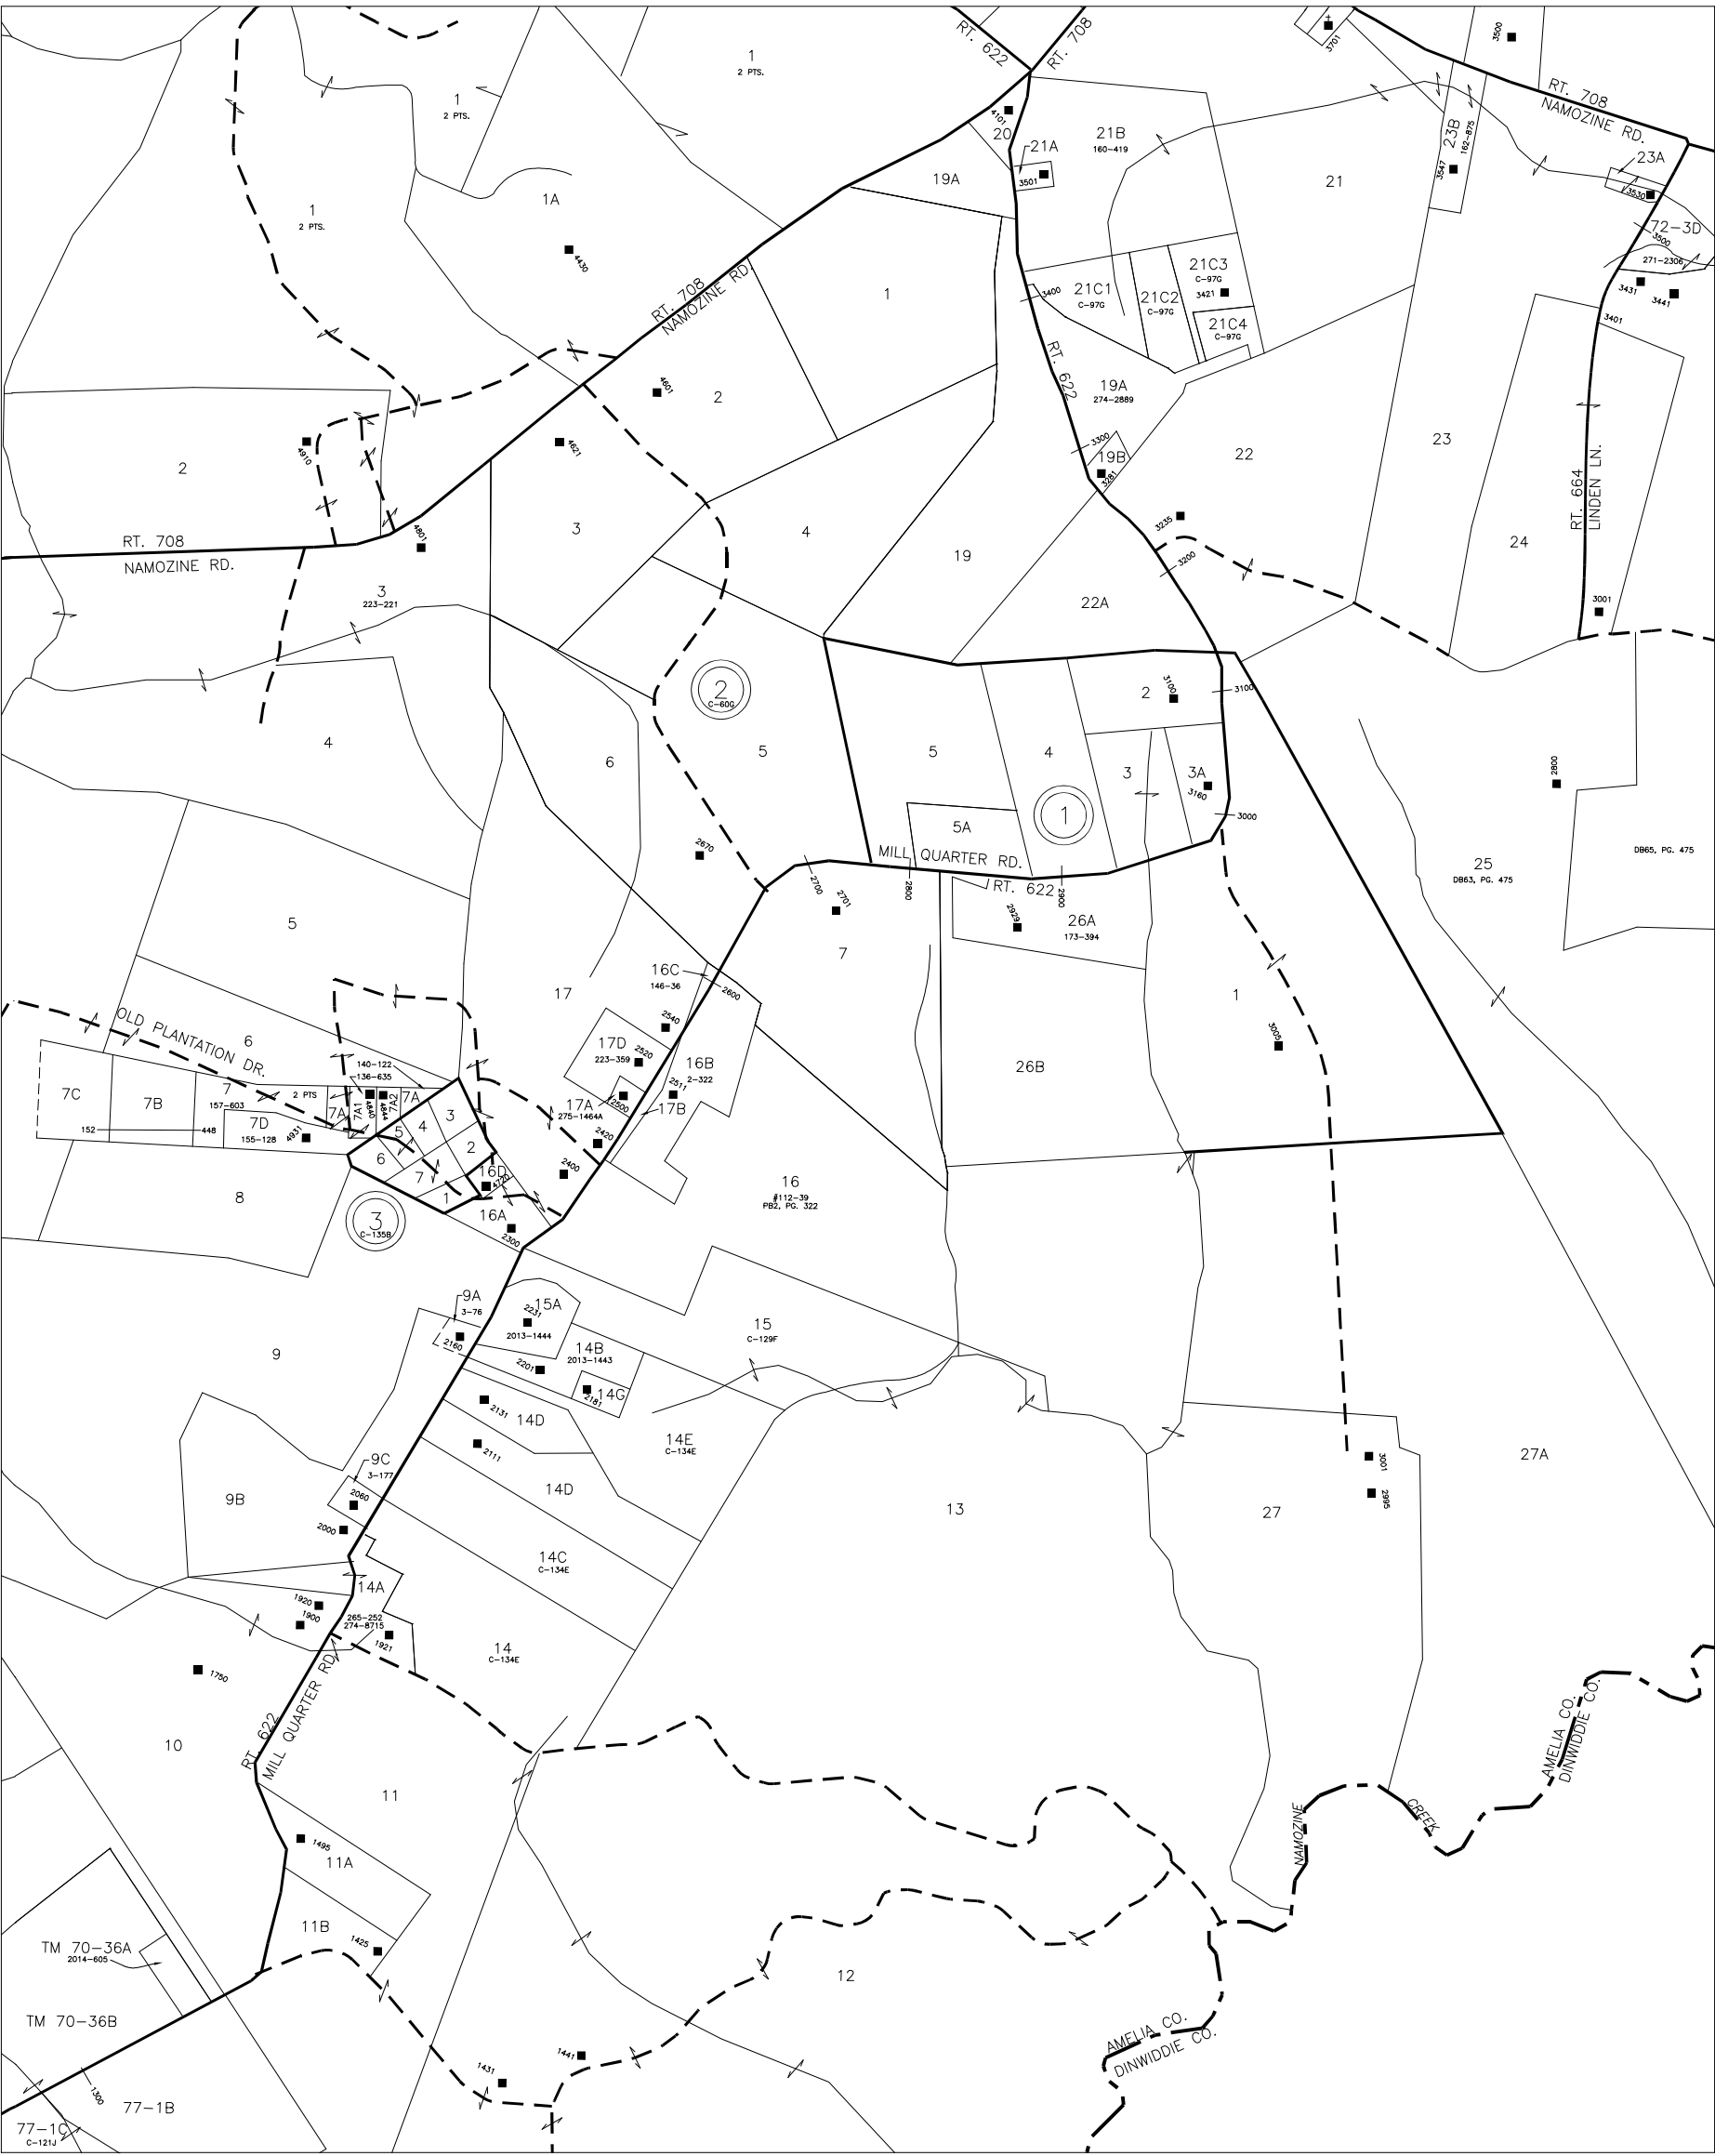 RT. 622
RT. 708
3701
3500
RT. 708
NAMOZINE RD.
1
2 PTS.
1
2 PTS.
1
2 PTS.
1A
4430
4101
20
21A
3501
21B
160-419
21
23B
162-875
3547
23A
3530
72-3D
3500
271-2306
3431
3441
3401
19A
RT. 708
NAMOZINE RD.
1
3400
21C1
C-97G
21C2
C-97G
21C3
C-97G
3421
21C4
C-97G
RT. 622
19A
274-2889
3300
19B
3281
22
23
RT. 664
LINDEN LN.
24
3001
4601
2
4621
4910
2
4801
3
4
19
3235
3200
22A
RT. 708
NAMOZINE RD.
3
223-221
2
C-60G
4
6
5
5
4
2
3100
3100
3
3A
3160
1
3000
5A
MILL QUARTER RD.
RT. 622
2670
2700
2701
2800
2900
2800
25
DB63, PG. 475
DB65, PG. 475
5
7
2929
26A
173-394
17
16C
146-36
2600
2540
1
3005
OLD PLANTATION DR.
6
17D
223-359
2520
16B
2-322
2511
17B
2500
17A
275-1464A
2420
2400
26B
7C
7B
152
448
7
157-603
7D
155-128
4931
2 PTS
140-122
136-635
7A
7A1
4840
4844
7A2
7A
3
4
5
2
6
7
1
16D
4720
16A
2300
8
3
C-135B
16
#112-39
PB2, PG. 322
9A
3-76
2160
15A
2231
2013-1444
14B
2013-1443
2201
14G
2181
15
C-129F
9
2131
14D
2111
14E
C-134E
14D
9C
3-177
2060
2000
9B
13
3001
2995
27
27A
14C
C-134E
14A
1920
1900
265-252
274-8715
1921
14
C-134E
1750
10
RT. 622
MILL QUARTER RD.
11
AMELIA CO.
DINWIDDIE CO.
NAMOZINE
CREEK
1495
11A
11B
1425
TM 70-36A
2014-605
TM 70-36B
12
AMELIA CO.
DINWIDDIE CO.
1431
1441
1300
77-1B
77-1C
C-121J